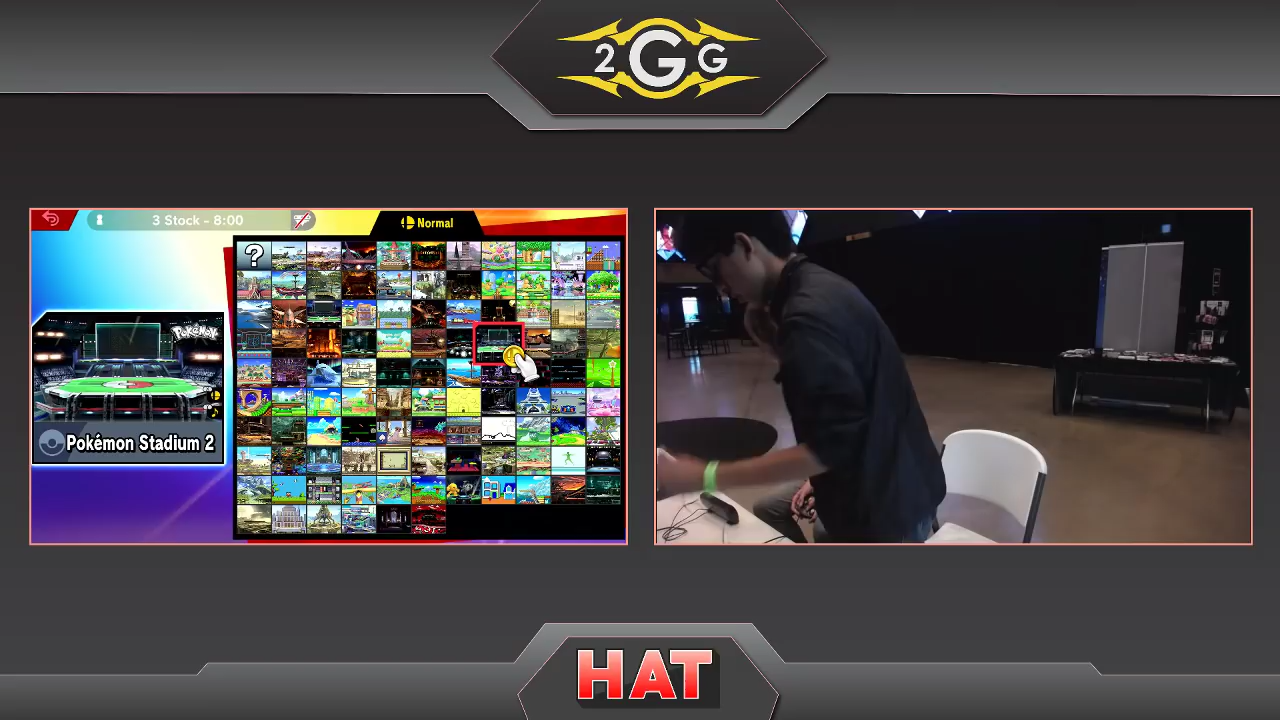 2GG
3 Stock - 8:00
Normal
?
Pokémon
Pokémon Stadium 2
HAT